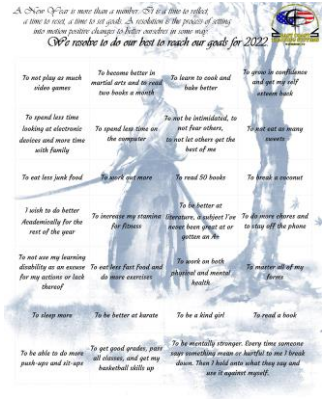 A New Year is more than a number. It is a time to reflect,
a time to reset, a time to set goals. A resolution is the process of setting
into motion positive changes to better ourselves in some way.
We resolve to do our best to reach our goals for 2022.
To not play as much
video games
To become better in
martial arts and to read
two books a month
To learn to cook and
bake better
To grow in confidence
and get my self
esteem back
To spend less time
looking at electronic
devices and more time
with family
To spend less time on
the computer
To not be intimidated, to
not fear others,
to not let others get the
best of me
To not eat as many
sweets
To eat less junk food
To work out more
To read 50 books
To break a coconut
I wish to do better
Academically for the
rest of the year
To increase my stamina
for fitness
To be better at
literature, a subject I've
never been great at or
gotten an A+
To do more chores and
to stay off the phone
To not use my learning
disability as an excuse
for my actions or lack
thereof
To eat less fast food and
do more exercises
To work on both
physical and mental
health.
To master all of my
forms
To sleep more
To be better at karate
To be a kind girl
To read a book
To be able to do more
push-ups and sit-ups
To get good grades, pass
all classes, and get my
basketball skills up
To be mentally stronger. Every time someone
says something mean or hurtful to me I break
down. Then I hold onto what they say and
use it against myself.